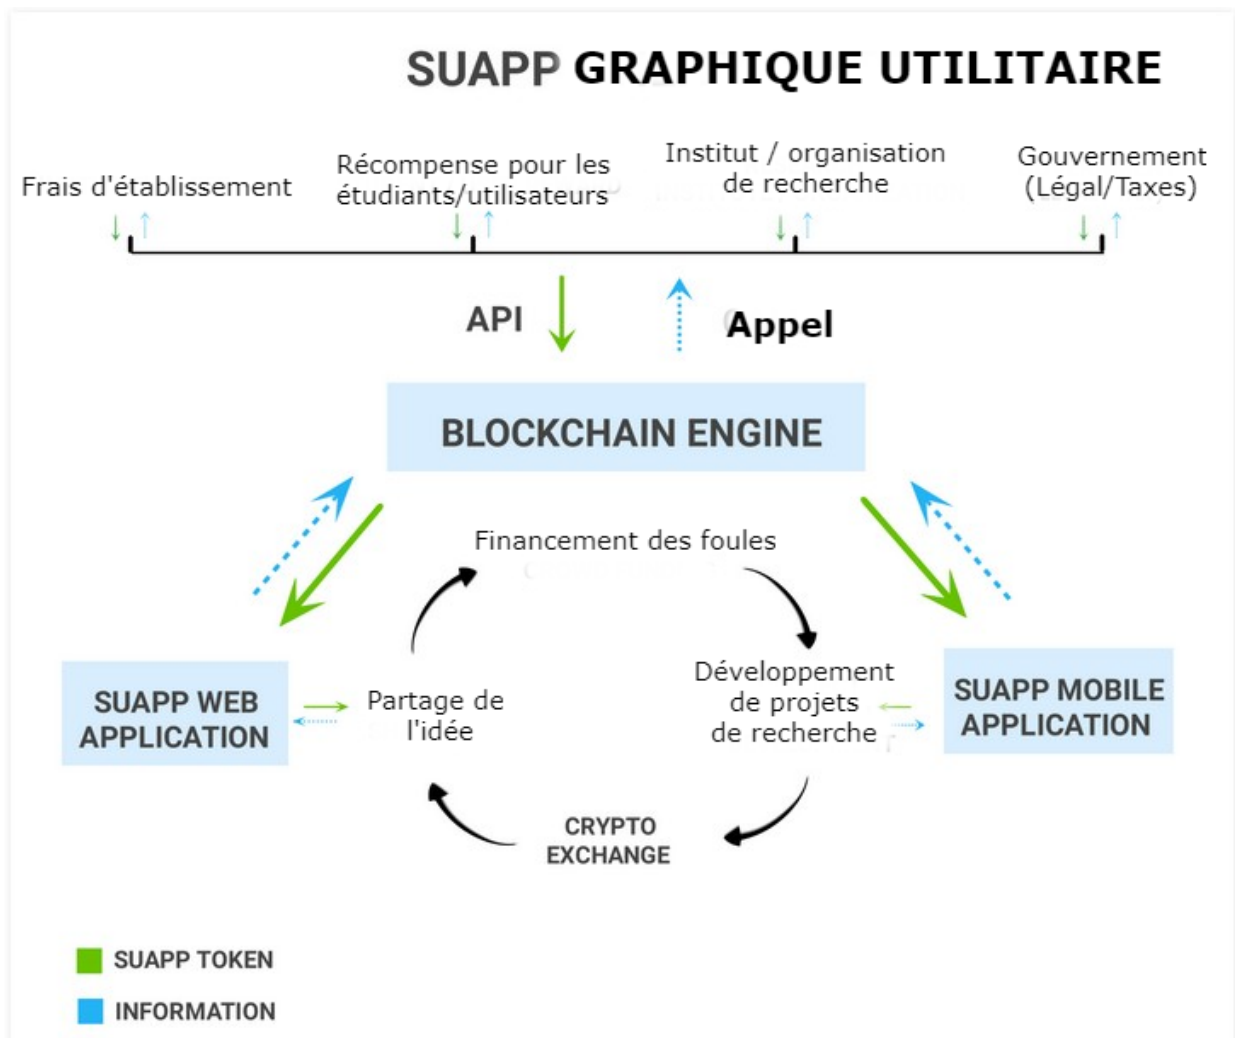 SUAPP GRAPHIQUE UTILITAIRE
Frais d'établissement
Récompense pour les
étudiants/utilisateurs
Institut / organisation
de recherche
Gouvernement
(Légal/Taxes)
API
Appel
BLOCKCHAIN ENGINE
Financement des foules
SUAPP WEB
APPLICATION
Partage de
l'idée
Développement
de projets
de recherche
SUAPP MOBILE
APPLICATION
CRYPTO
EXCHANGE
SUAPP TOKEN
INFORMATION